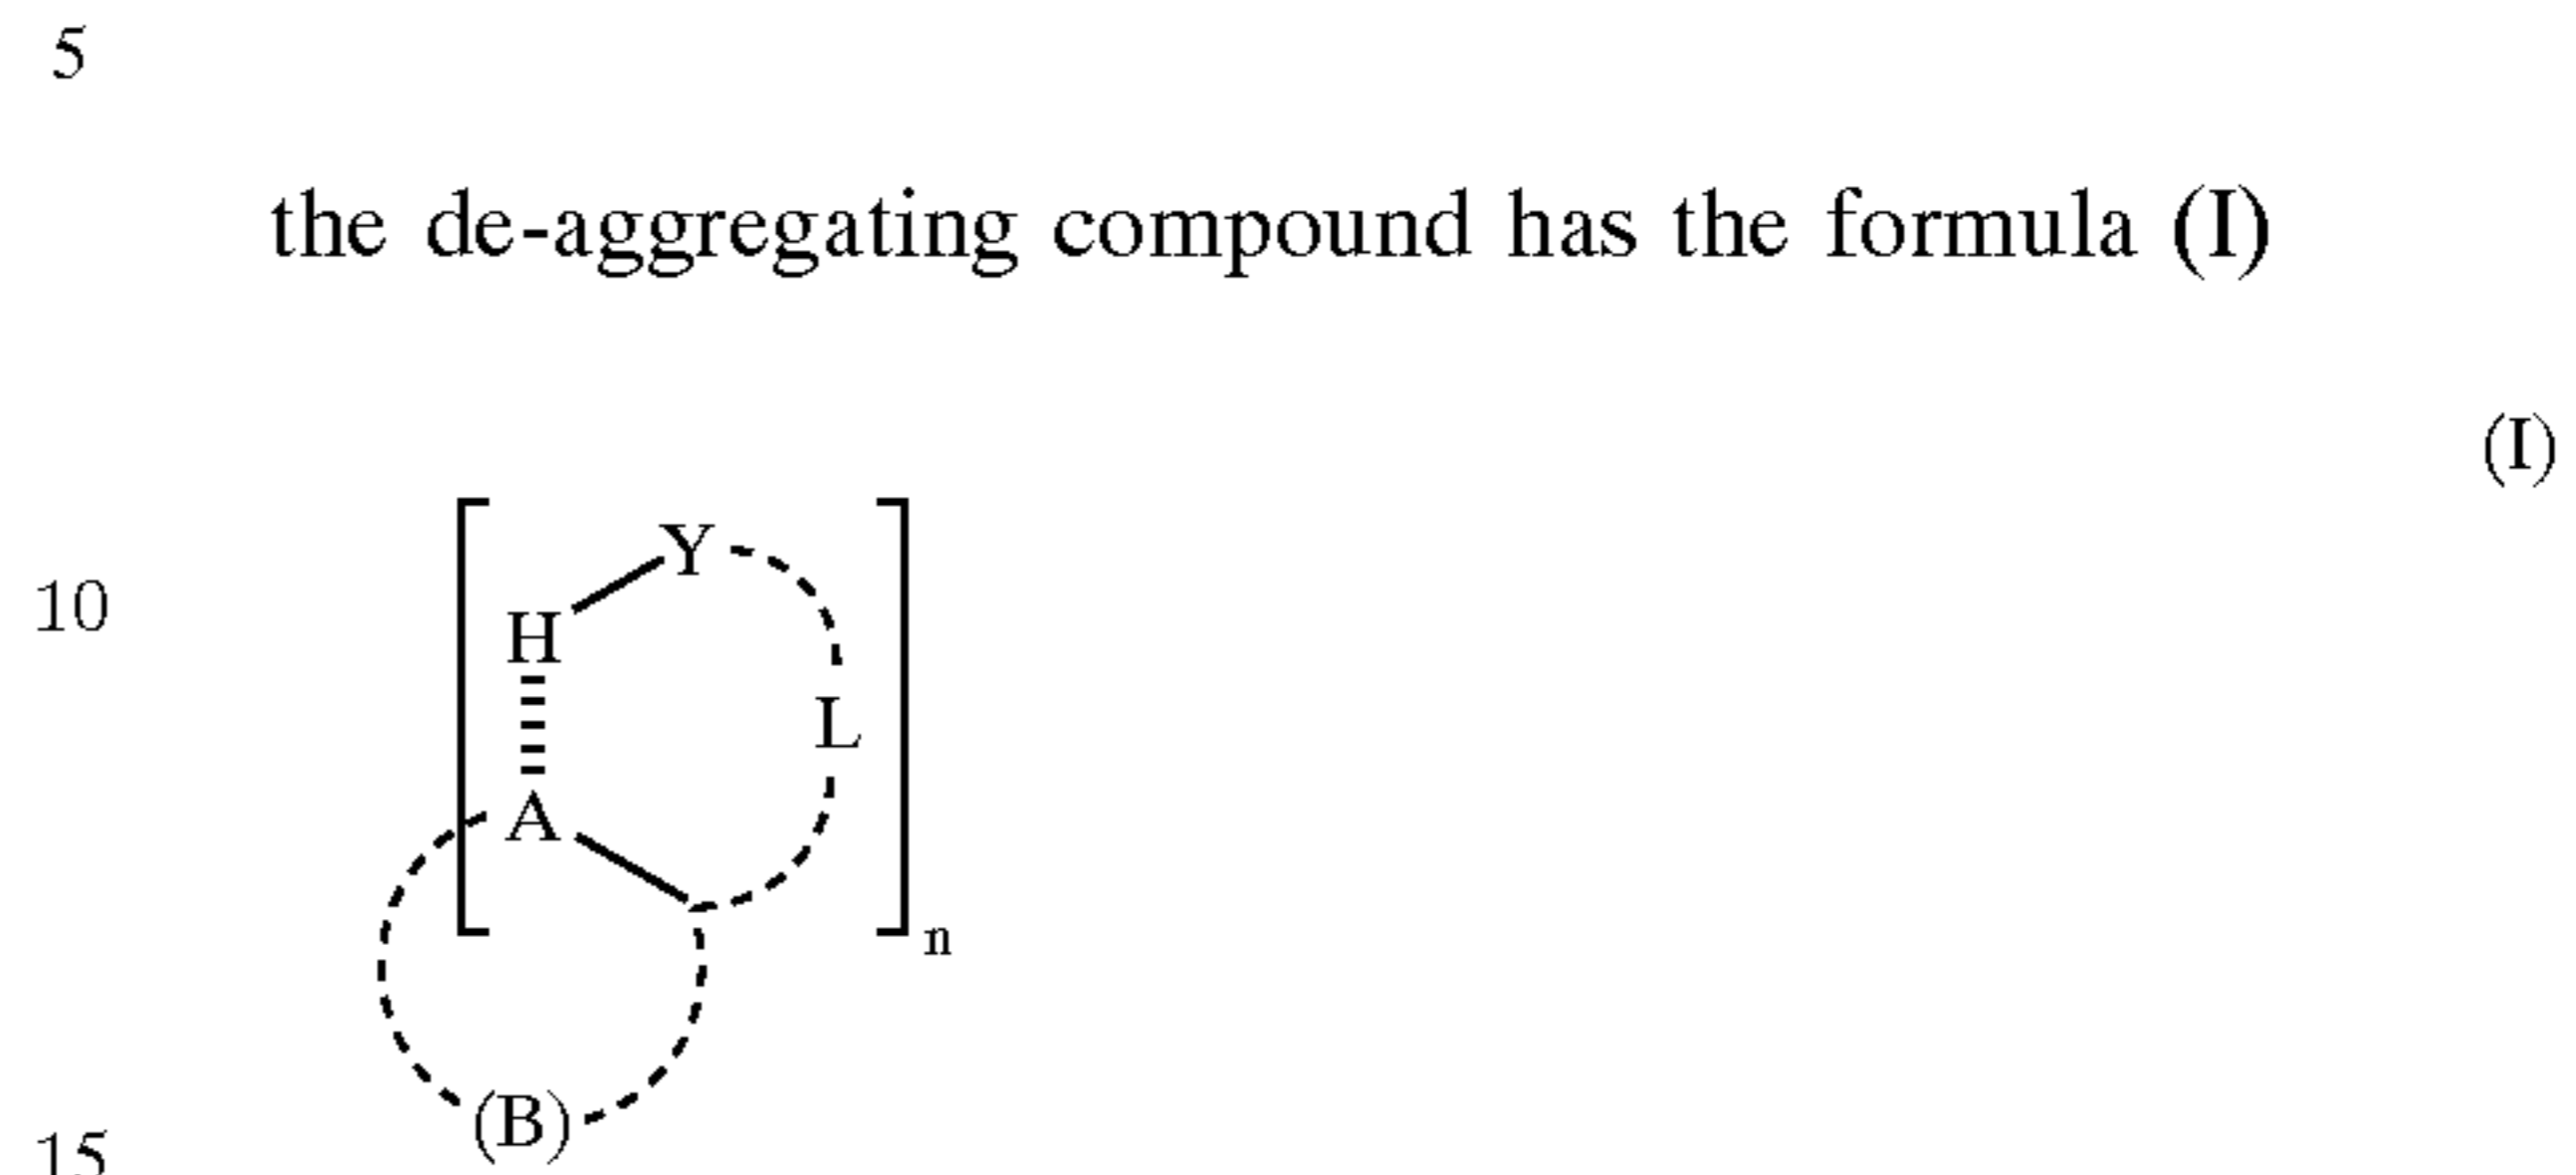 5
the de-aggregating compound has the formula (I)
(I)
Y
10
H
L
A
n
(B)
15